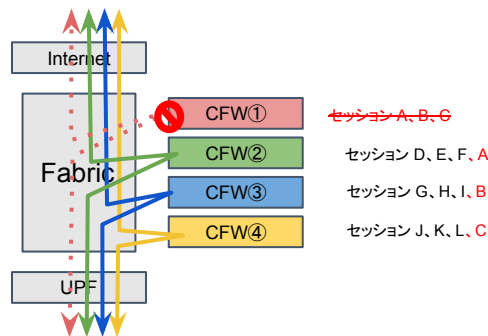 Internet
CFW① セッション A、B、C
CFW② セッション D、E、F、A
Fabric
CFW③ セッション G、H、I、B
CFW④ セッション J、K、L、C
UPF